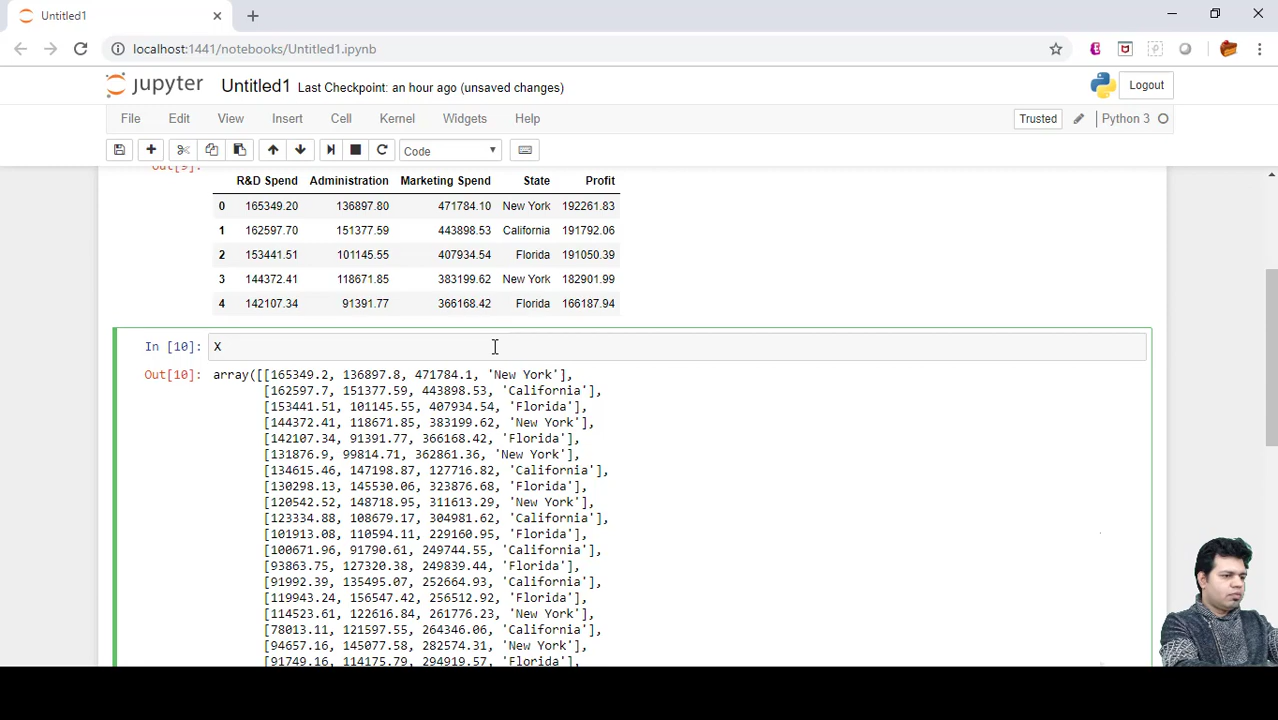 Untitled1
localhost:1441/notebooks/Untitled1.ipynb
jupyter Untitled1 Last Checkpoint: an hour ago (unsaved changes)
Logout
File Edit View Insert Cell Kernel Widgets Help
Trusted Python 3
Code
Out[9]:
R&D Spend Administration Marketing Spend State Profit
0 165349.20 136897.80 471784.10 New York 192261.83
1 162597.70 151377.59 443898.53 California 191792.06
2 153441.51 101145.55 407934.54 Florida 191050.39
3 144372.41 118671.85 383199.62 New York 182901.99
4 142107.34 91391.77 366168.42 Florida 166187.94
In [10]: X
Out[10]: array([[165349.2, 136897.8, 471784.1, 'New York'],
[162597.7, 151377.59, 443898.53, 'California'],
[153441.51, 101145.55, 407934.54, 'Florida'],
[144372.41, 118671.85, 383199.62, 'New York'],
[142107.34, 91391.77, 366168.42, 'Florida'],
[131876.9, 99814.71, 362861.36, 'New York'],
[134615.46, 147198.87, 127716.82, 'California'],
[130298.13, 145530.06, 323876.68, 'Florida'],
[120542.52, 148718.95, 311613.29, 'New York'],
[123334.88, 108679.17, 304981.62, 'California'],
[101913.08, 110594.11, 229160.95, 'Florida'],
[100671.96, 91790.61, 249744.55, 'California'],
[93863.75, 127320.38, 249839.44, 'Florida'],
[91992.39, 135495.07, 252664.93, 'California'],
[119943.24, 156547.42, 256512.92, 'Florida'],
[114523.61, 122616.84, 261776.23, 'New York'],
[78013.11, 121597.55, 264346.06, 'California'],
[94657.16, 145077.58, 282574.31, 'New York'],
[91749.16, 114175.79, 294919.57, 'Florida'],